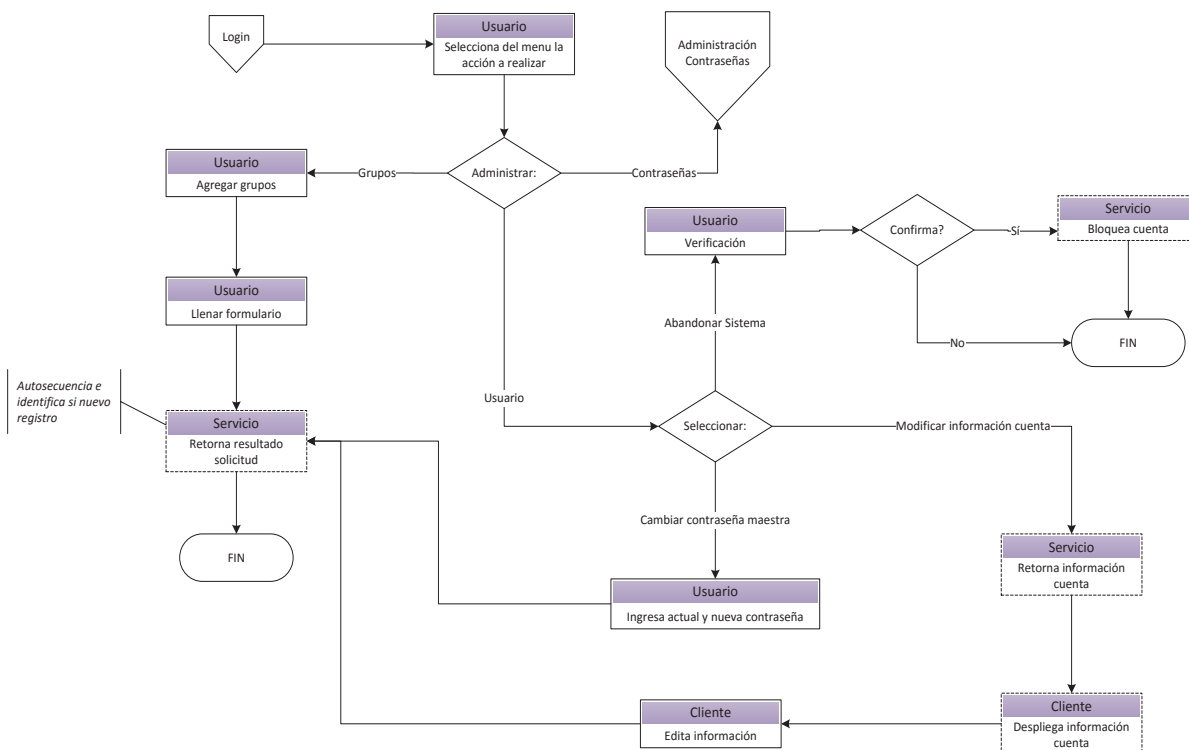 Login
Usuario
Selecciona del menu la
acción a realizar
Administración
Contraseñas
Administrar:
Grupos
Contraseñas
Usuario
Agregar grupos
Usuario
Verificación
Confirma?
Sí
Servicio
Bloquea cuenta
No
FIN
Usuario
Llenar formulario
Abandonar Sistema
Autosecuencia e
identifica si nuevo
registro
Usuario
Seleccionar:
Modificar información cuenta
Servicio
Retorna resultado
solicitud
Cambiar contraseña maestra
FIN
Servicio
Retorna información
cuenta
Usuario
Ingresa actual y nueva contraseña
Cliente
Edita información
Cliente
Despliega información
cuenta